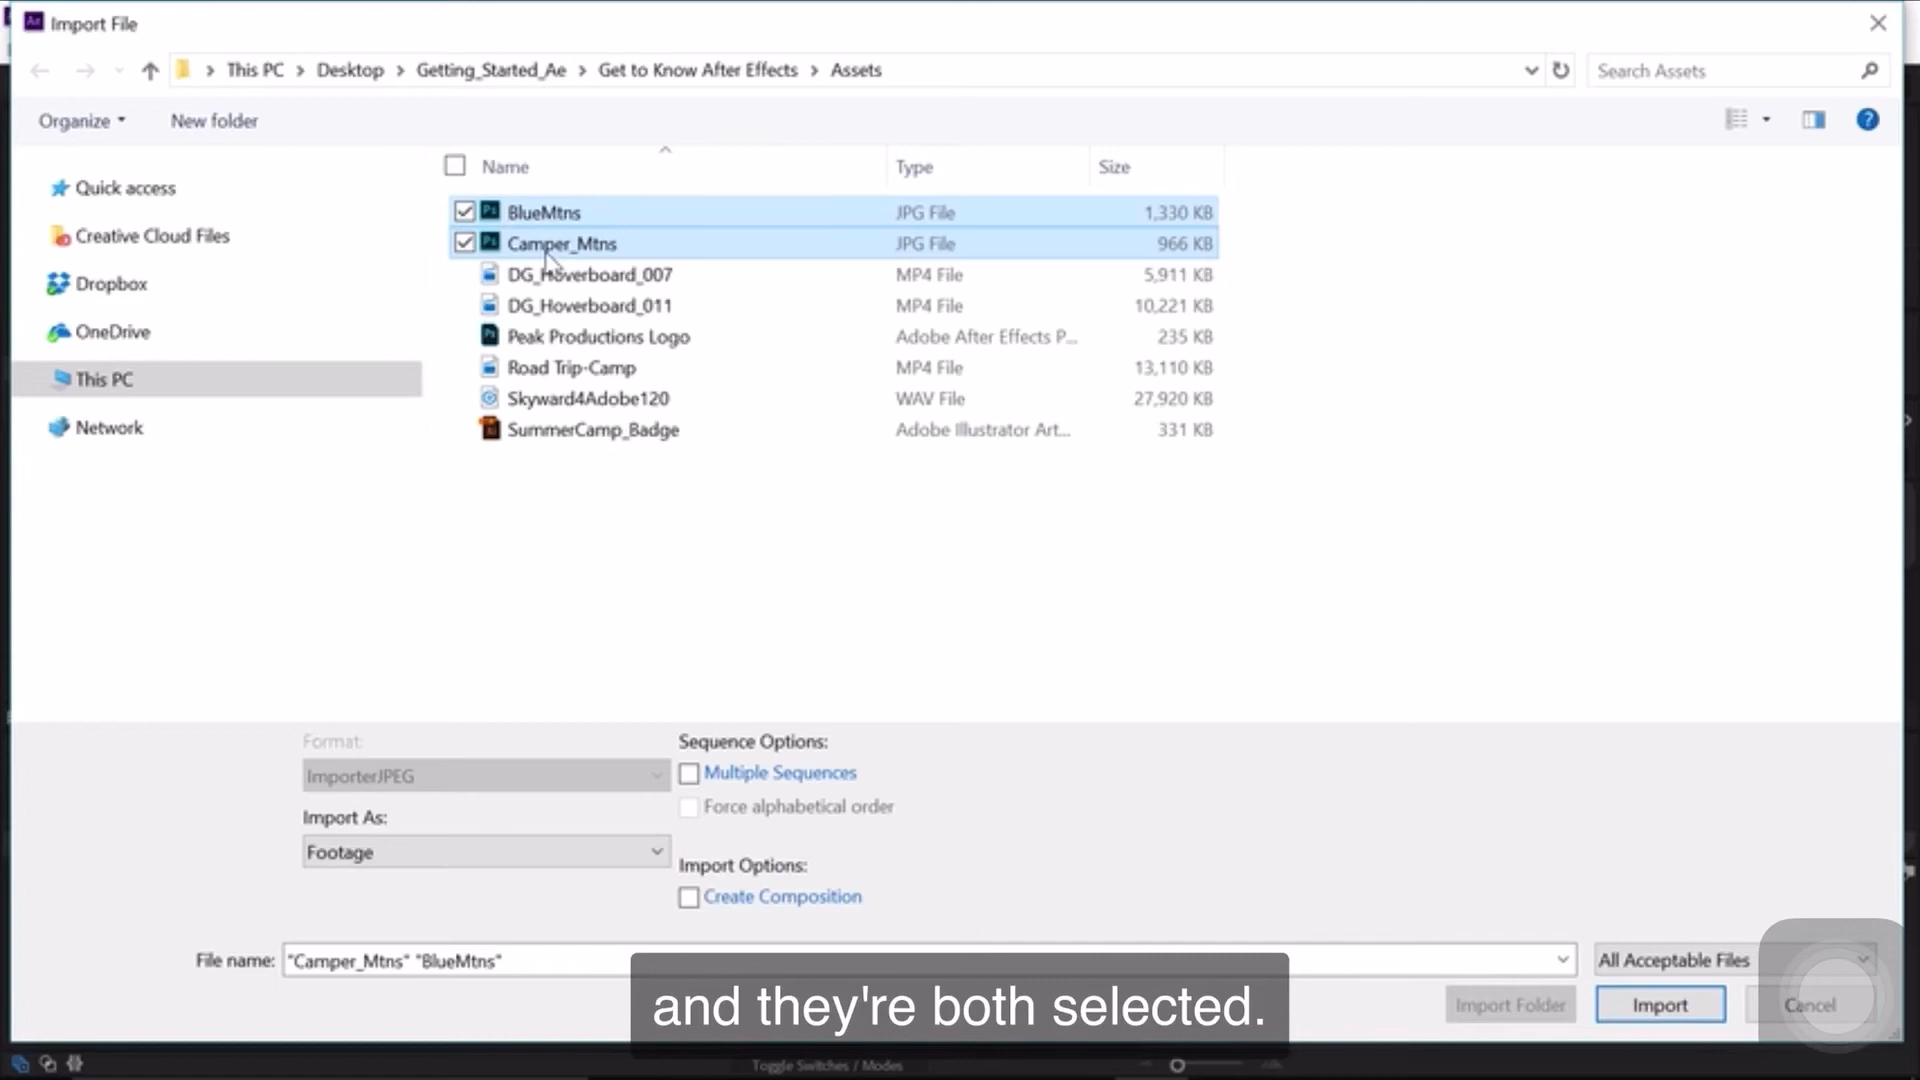 Ae Import File
This PC > Desktop > Getting_Started_Ae > Get to Know After Effects > Assets
Search Assets
Organize
New folder
?
Name
Type
Size
Quick access
Creative Cloud Files
Dropbox
OneDrive
This PC
Network
BlueMtns JPG File 1,330 KB
Camper_Mtns JPG File 966 KB
DG_Hoverboard_007 MP4 File 5,911 KB
DG_Hoverboard_011 MP4 File 10,221 KB
Peak Productions Logo Adobe After Effects P... 235 KB
Road Trip-Camp MP4 File 13,110 KB
Skyward4Adobe120 WAV File 27,920 KB
SummerCamp_Badge Adobe Illustrator Art... 331 KB
Format:
ImporterJPEG
Import As:
Footage
Sequence Options:
Multiple Sequences
Force alphabetical order
Import Options:
Create Composition
File name: "Camper_Mtns" "BlueMtns"
All Acceptable Files
Import Folder
Import
Cancel
and they're both selected.
Toggle Switches / Modes